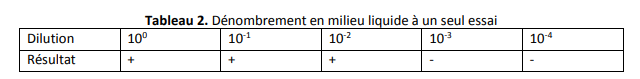 Tableau 2. Dénombrement en milieu liquide à un seul essai
Dilution 10⁰ 10⁻¹ 10⁻² 10⁻³ 10⁻⁴
Résultat + + + - -